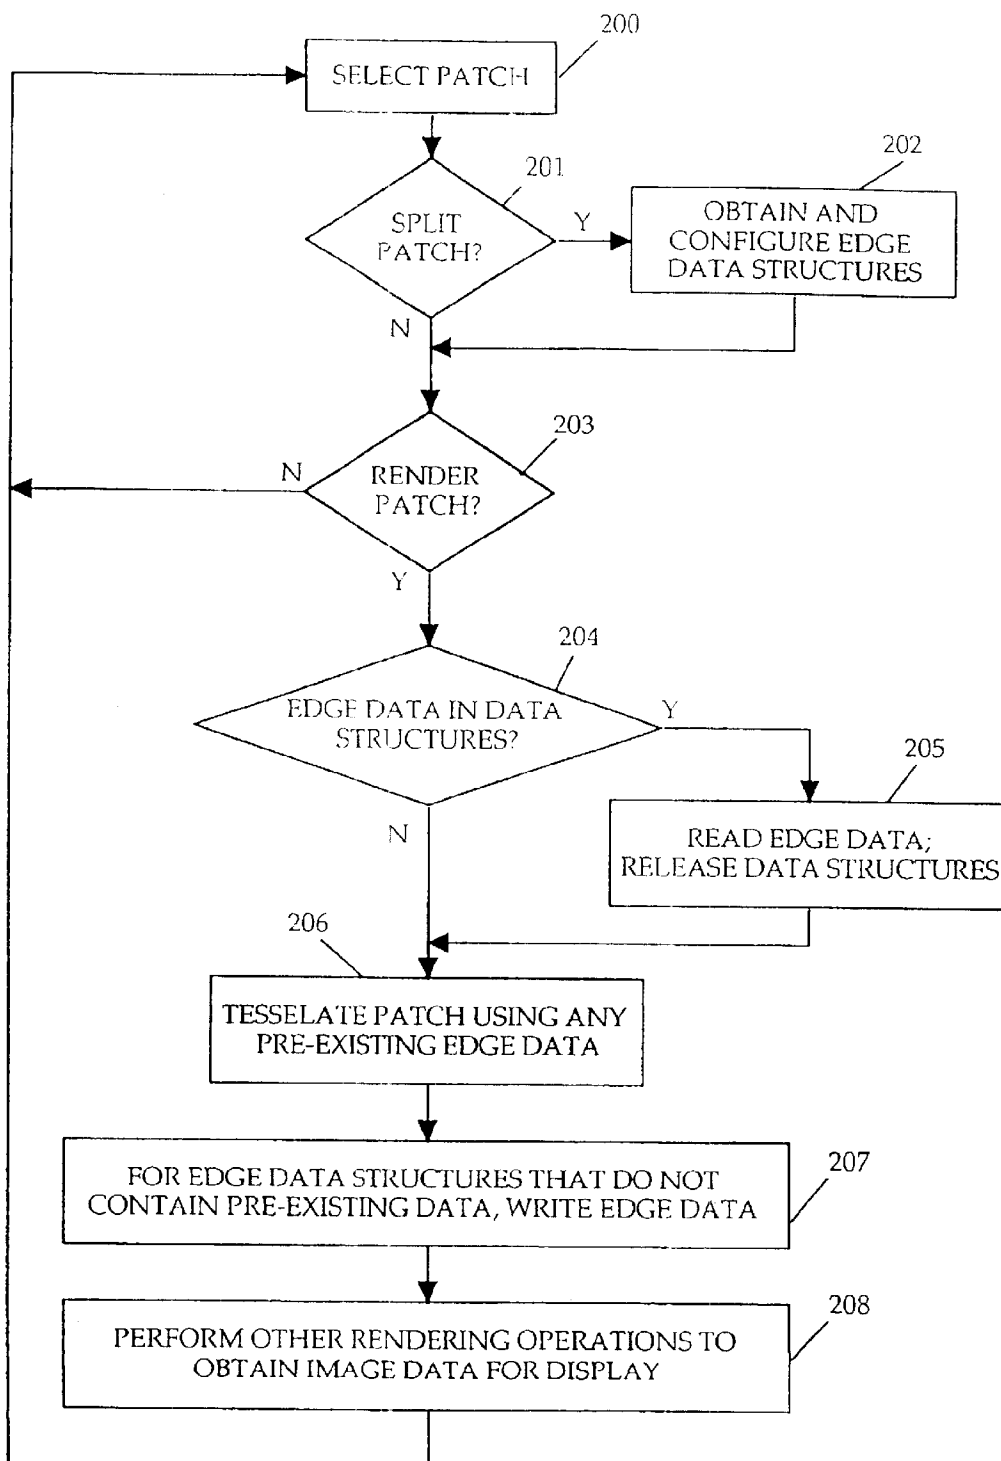 200
SELECT PATCH
201
SPLIT
PATCH?
Y
202
OBTAIN AND
CONFIGURE EDGE
DATA STRUCTURES
N
203
N
RENDER
PATCH?
Y
204
EDGE DATA IN DATA
STRUCTURES?
Y
205
READ EDGE DATA;
RELEASE DATA STRUCTURES
N
206
TESSELATE PATCH USING ANY
PRE-EXISTING EDGE DATA
207
FOR EDGE DATA STRUCTURES THAT DO NOT
CONTAIN PRE-EXISTING DATA, WRITE EDGE DATA
208
PERFORM OTHER RENDERING OPERATIONS TO
OBTAIN IMAGE DATA FOR DISPLAY